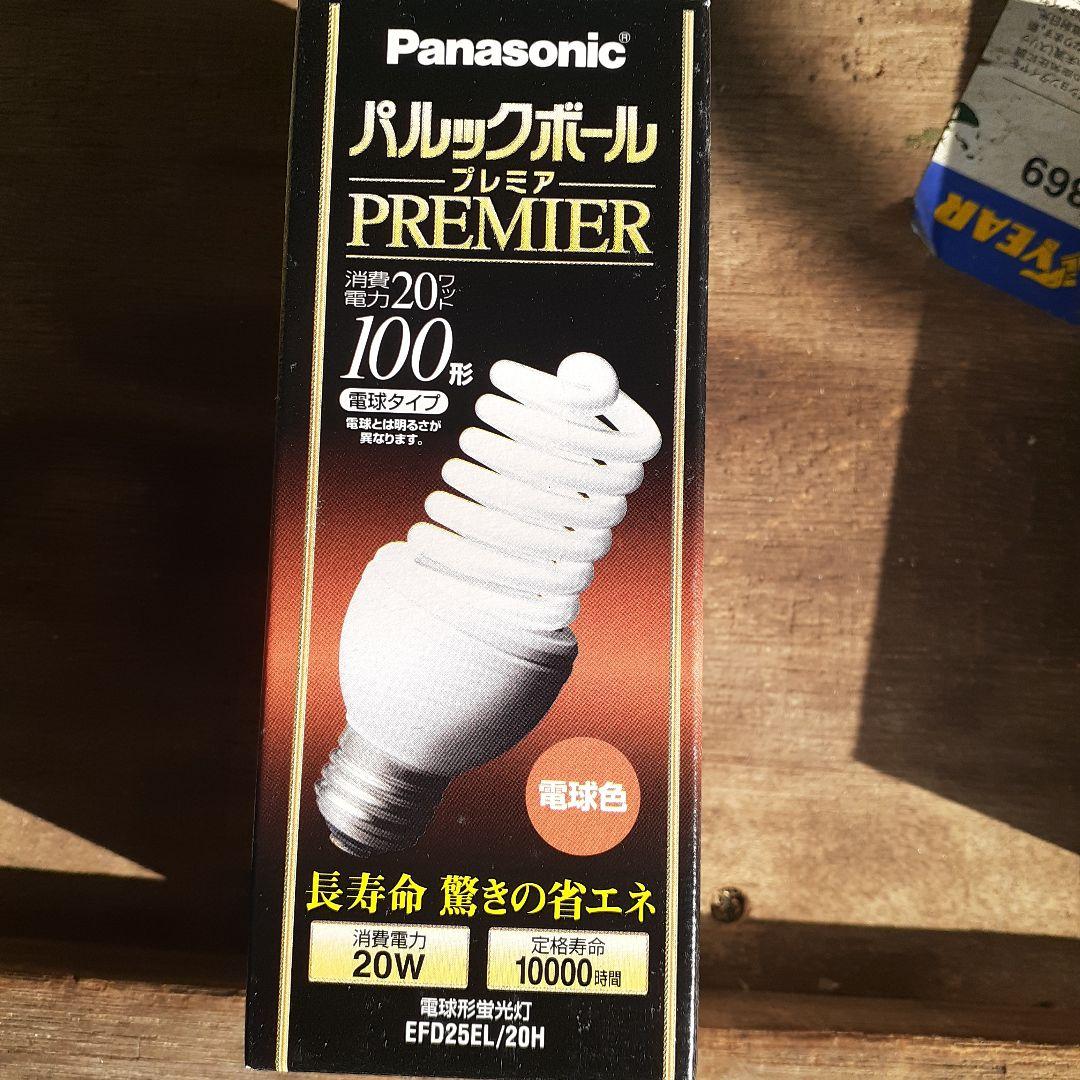 Panasonic®
パルックボール
プレミア
PREMIER
消費電力20ワット
100形
電球タイプ
電球とは明るさが
異なります。
電球色
長寿命 驚きの省エネ
消費電力
20W
定格寿命
10000時間
電球形蛍光灯
EFD25EL/20H
869
YEAR